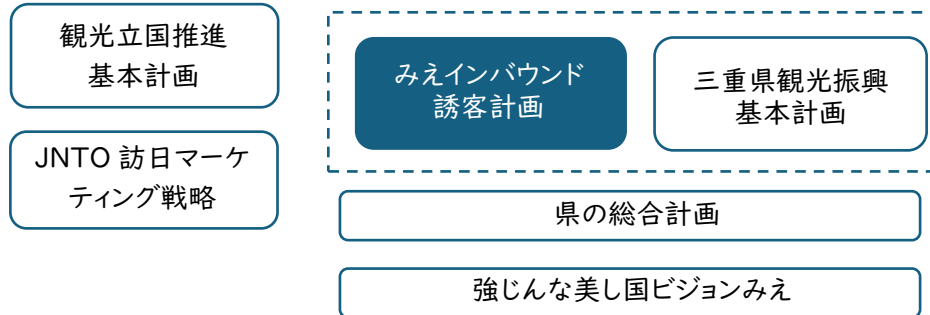 観光立国推進
基本計画
JNTO 訪日マーケ
ティング戦略
みえインバウンド
誘客計画
三重県観光振興
基本計画
県の総合計画
強じんな美し国ビジョンみえ